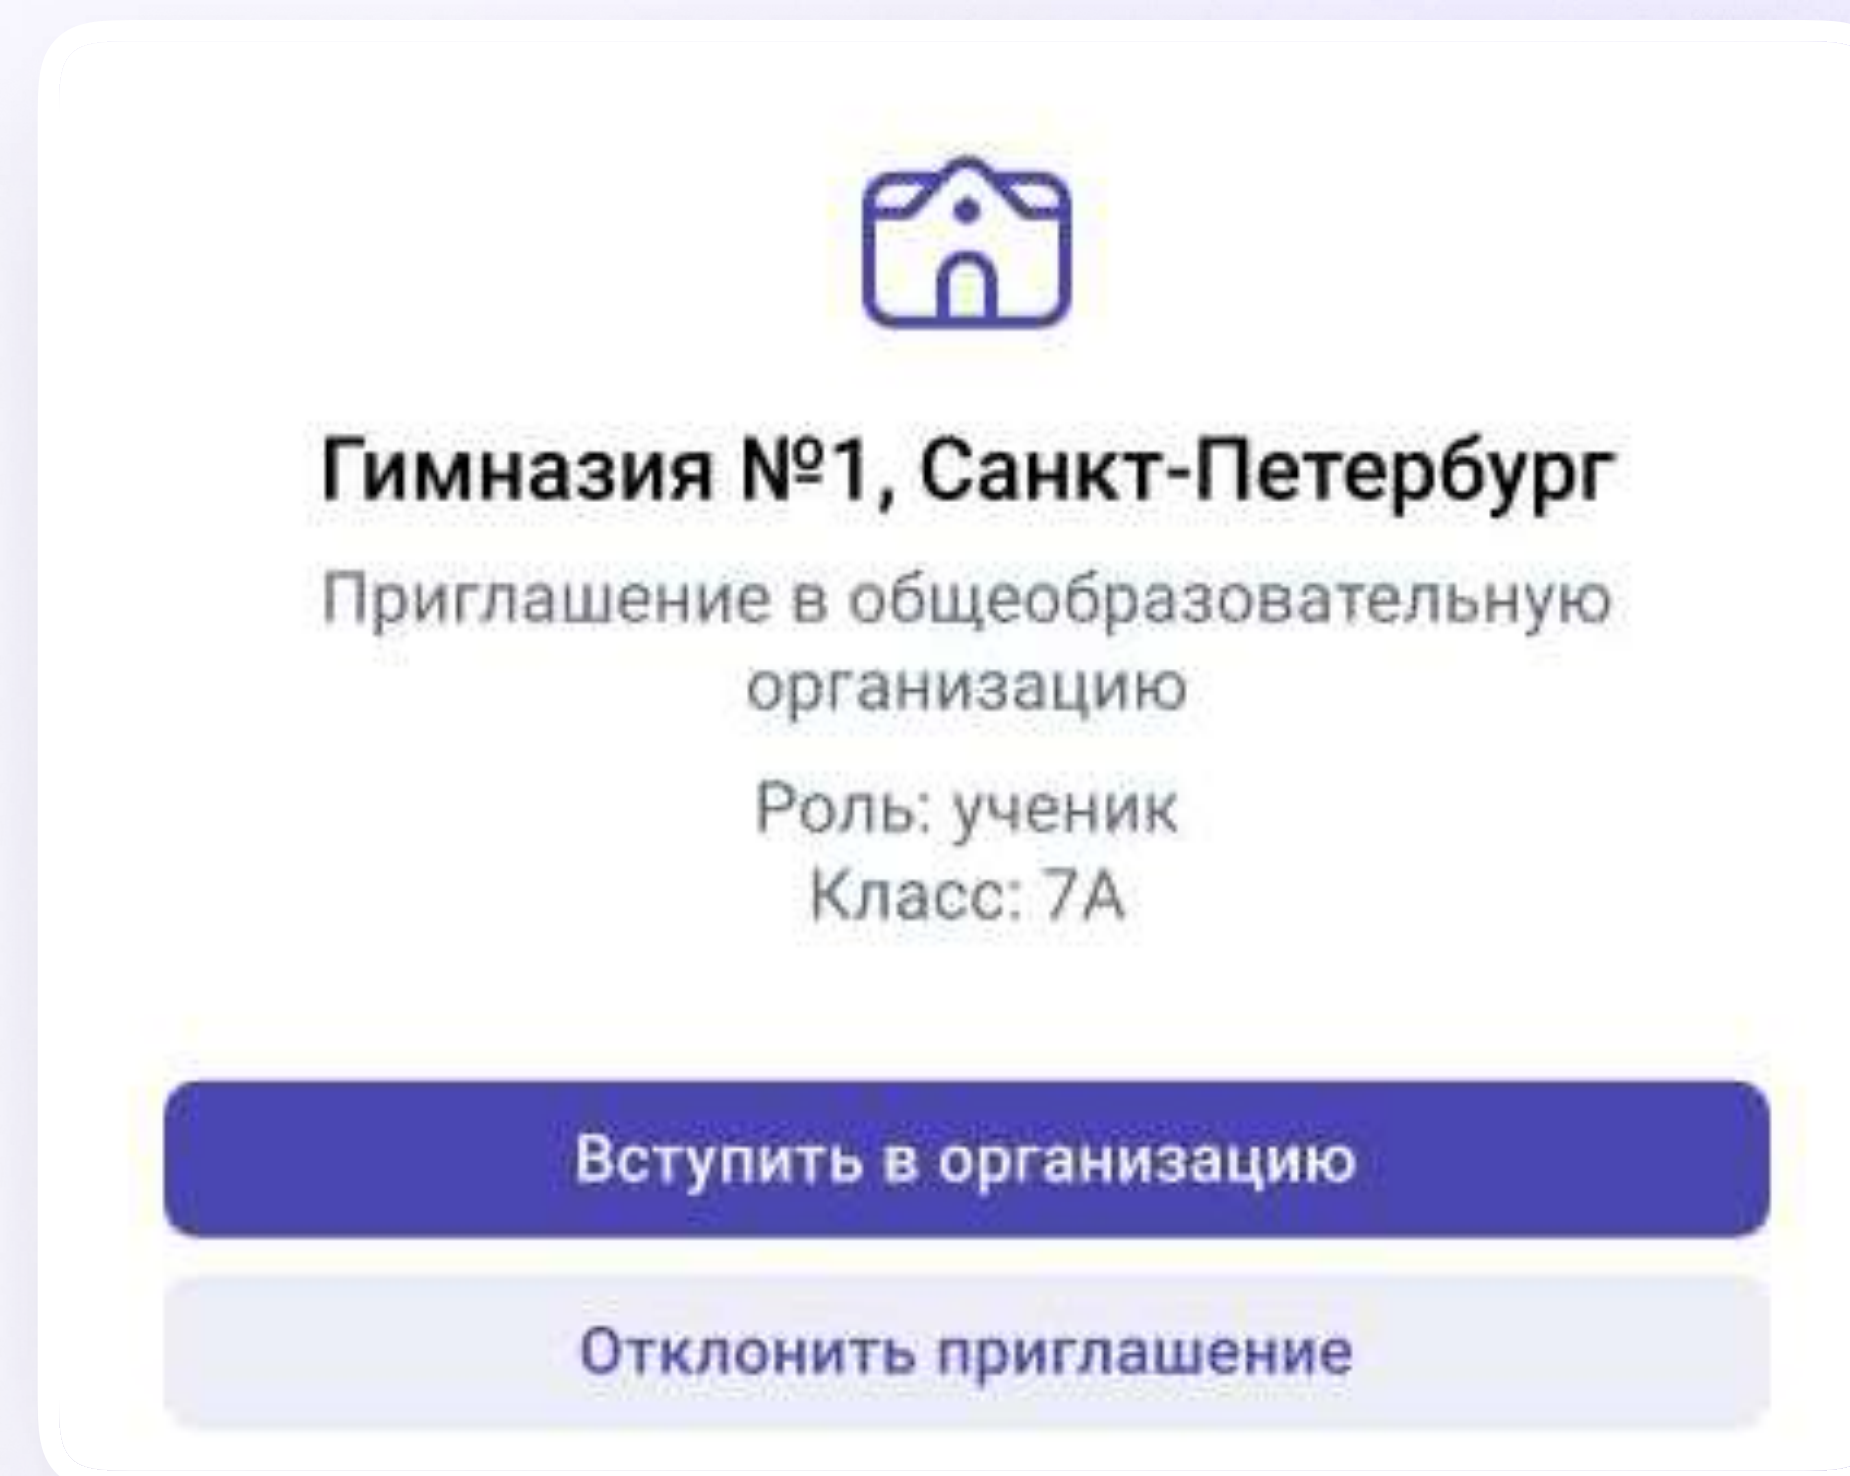 Гимназия №1, Санкт-Петербург
Приглашение в общеобразовательную
организацию
Роль: ученик
Класс: 7А
Вступить в организацию
Отклонить приглашение